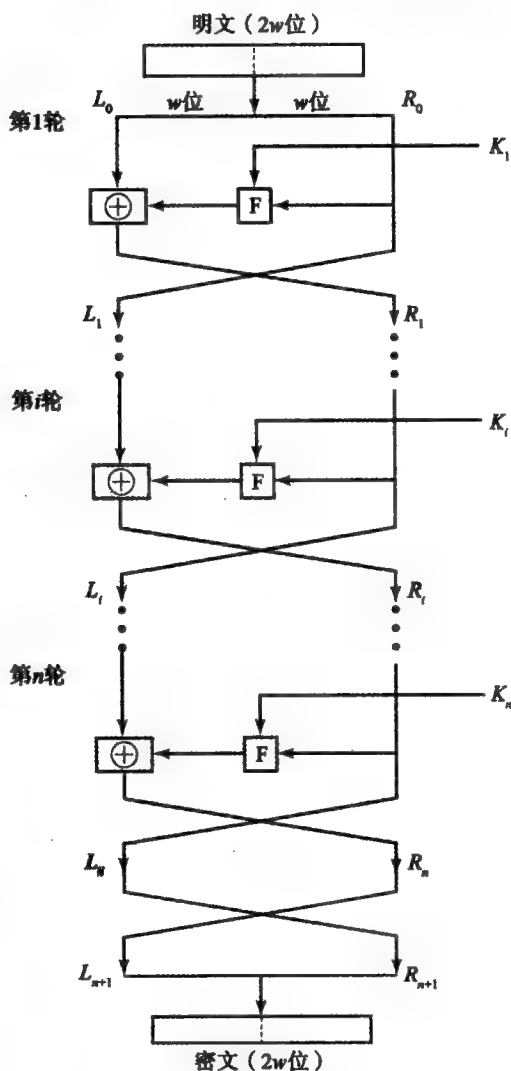 明文（2w位）
L₀ w位 w位 R₀
第1轮
K₁
⊕ F
L₁ R₁
第i轮
Kᵢ
⊕ F
Lᵢ Rᵢ
第n轮
Kₙ
⊕ F
Lₙ Rₙ
Lₙ₊₁ Rₙ₊₁
密文（2w位）